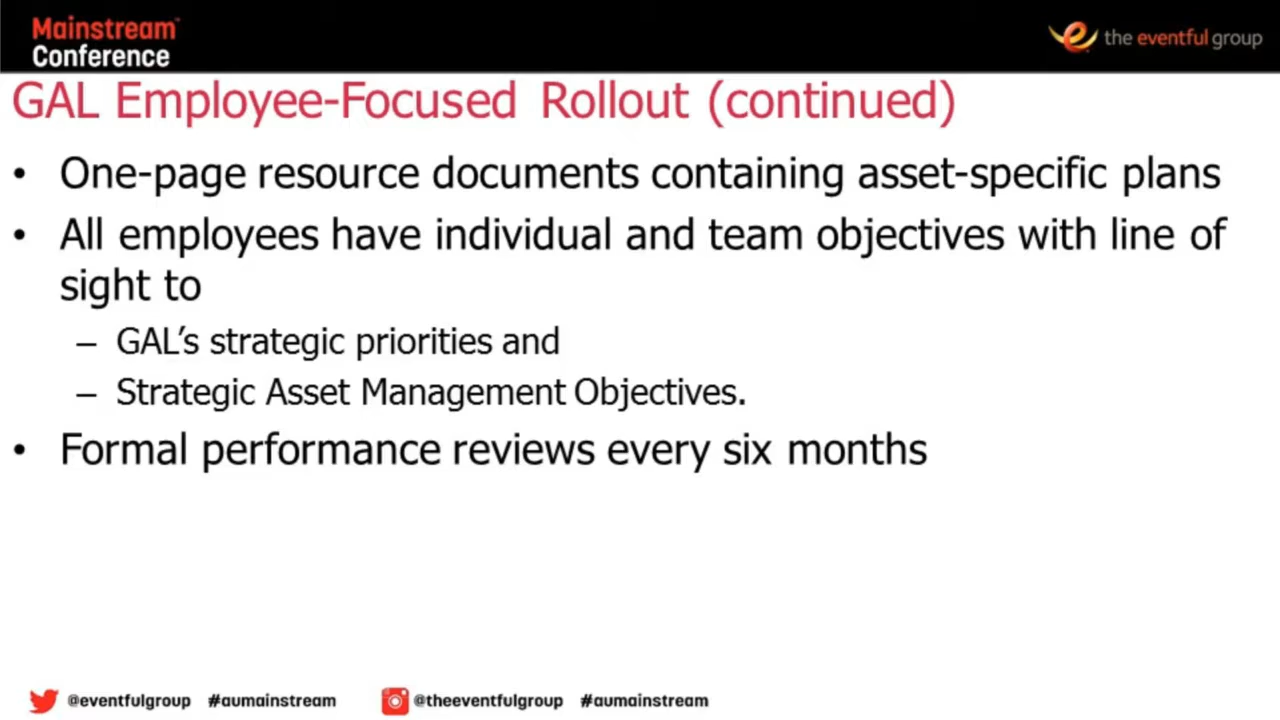 Mainstream™
Conference
the eventful group
GAL Employee-Focused Rollout (continued)
• One-page resource documents containing asset-specific plans
• All employees have individual and team objectives with line of
sight to
– GAL’s strategic priorities and
– Strategic Asset Management Objectives.
• Formal performance reviews every six months
@eventfulgroup #aumainstream @theeventfulgroup #aumainstream